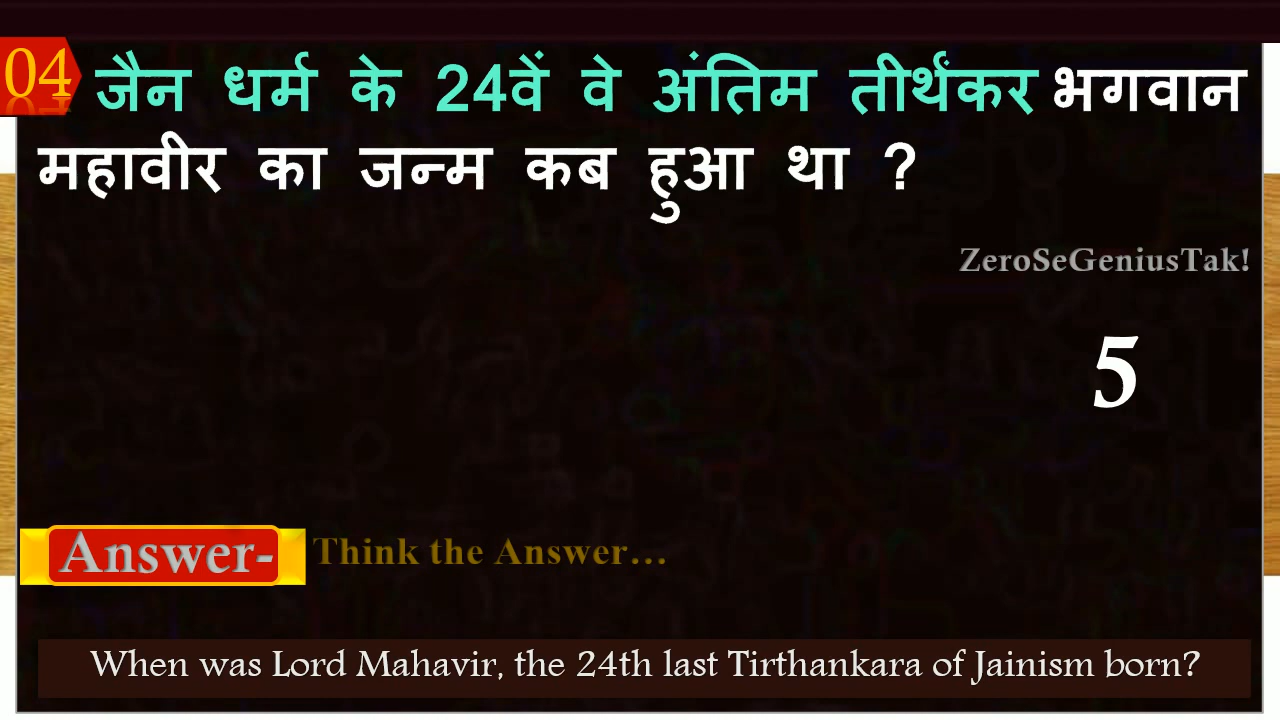 04
जैन धर्म के 24वें वे अंतिम तीर्थंकर भगवान
महावीर का जन्म कब हुआ था ?
ZeroSeGeniusTak!
5
Answer- Think the Answer...
When was Lord Mahavir, the 24th last Tirthankara of Jainism born?